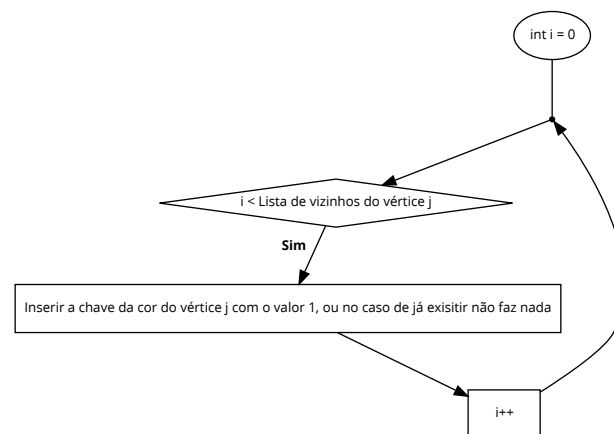 int i = 0
i < Lista de vizinhos do vértice j
Sim
Inserir a chave da cor do vértice j com o valor 1, ou no caso de já exisitir não faz nada
i++